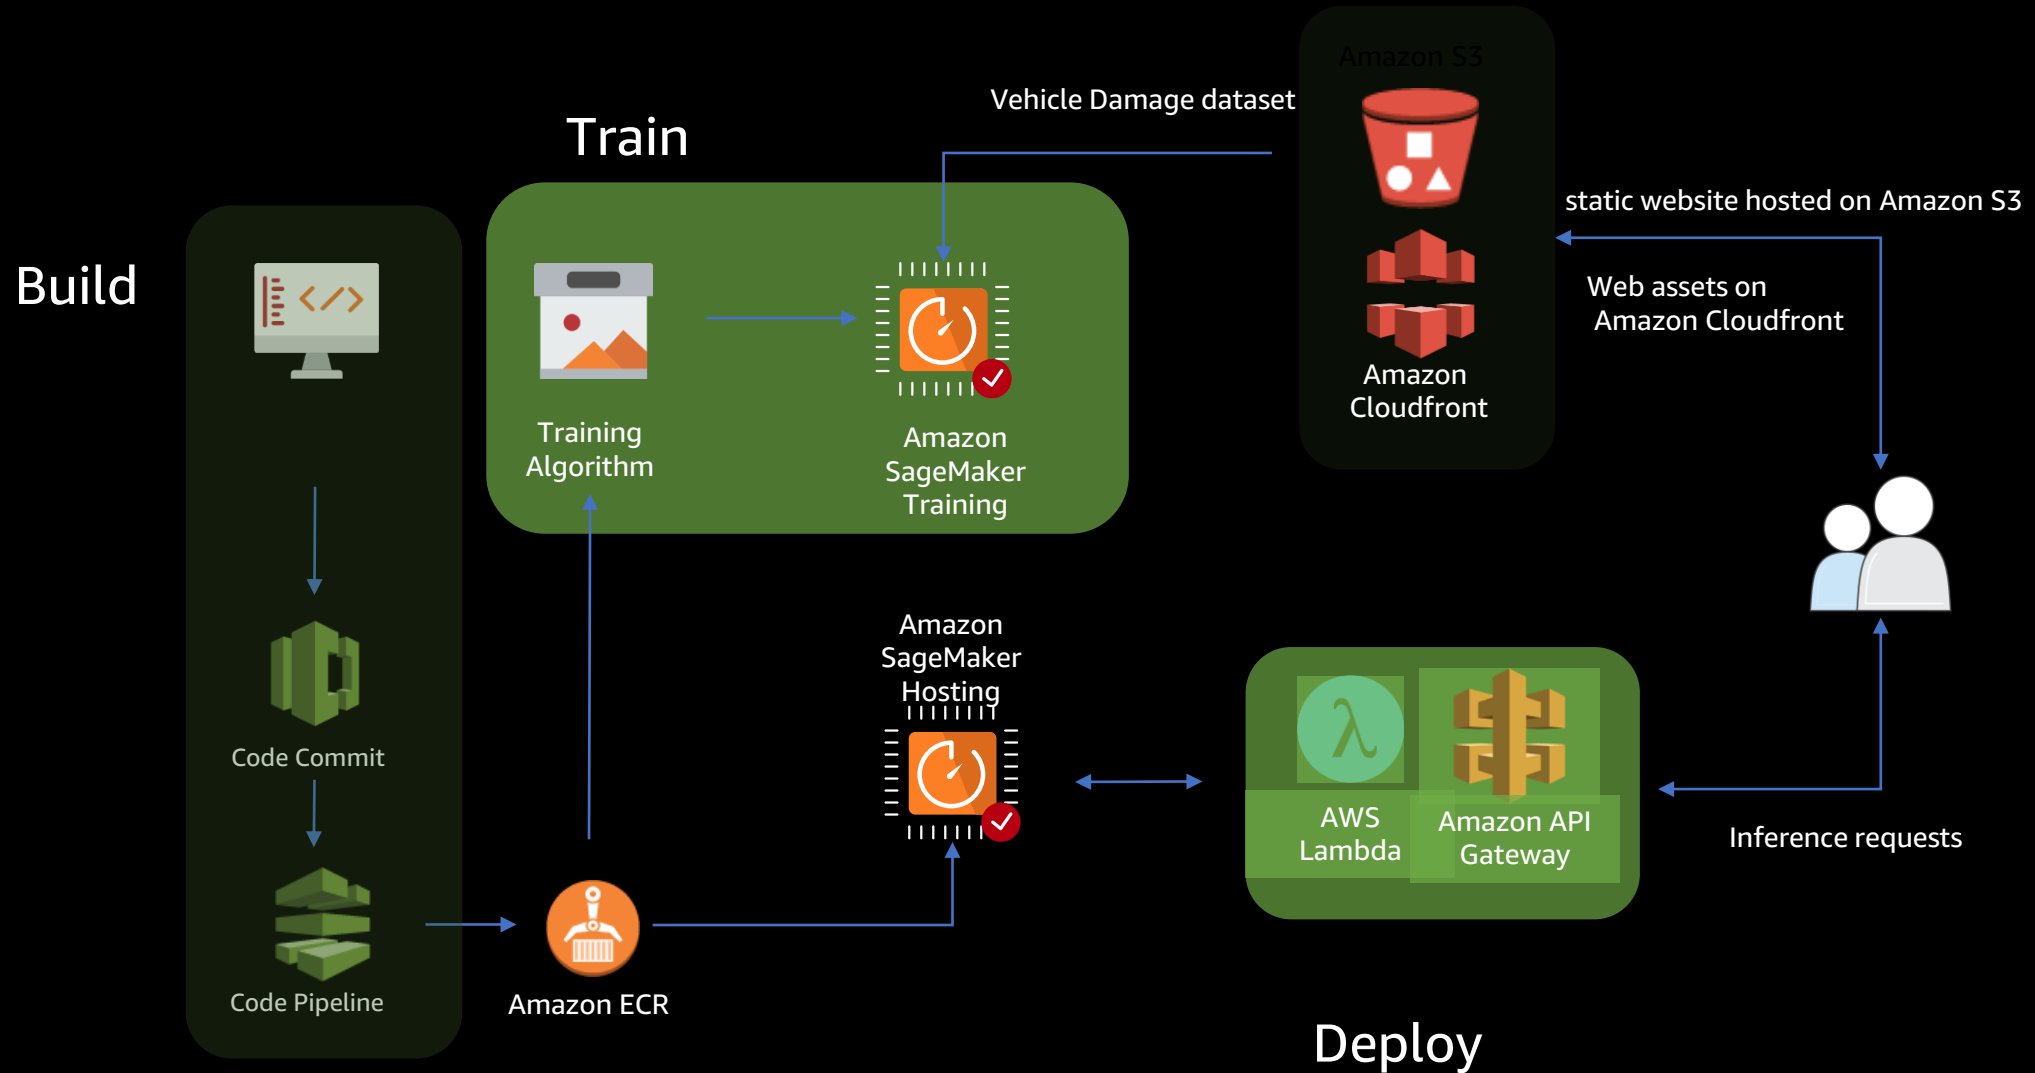 Build
Code Commit
Code Pipeline
Train
Training
Algorithm
Amazon
SageMaker
Training
Vehicle Damage dataset
Amazon S3
Amazon
Cloudfront
static website hosted on Amazon S3
Web assets on
Amazon Cloudfront
Amazon
SageMaker
Hosting
λ
AWS
Lambda
Amazon API
Gateway
Inference requests
Amazon ECR
Deploy